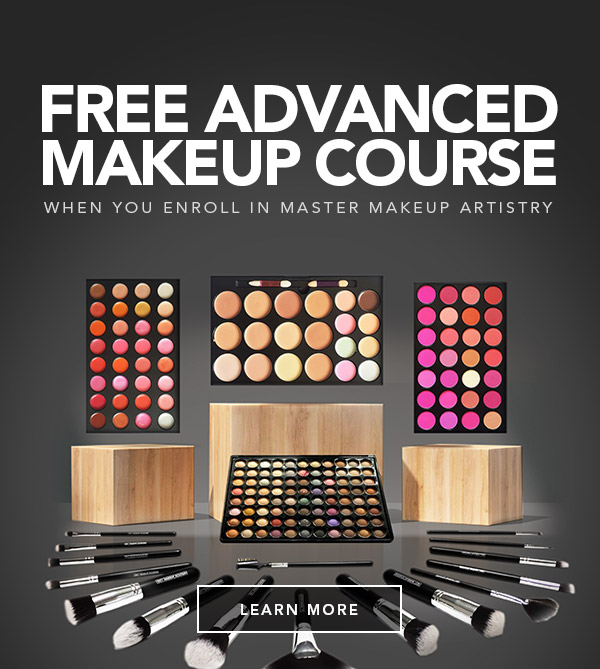 FREE ADVANCED
MAKEUP COURSE
WHEN YOU ENROLL IN MASTER MAKEUP ARTISTRY
LEARN MORE